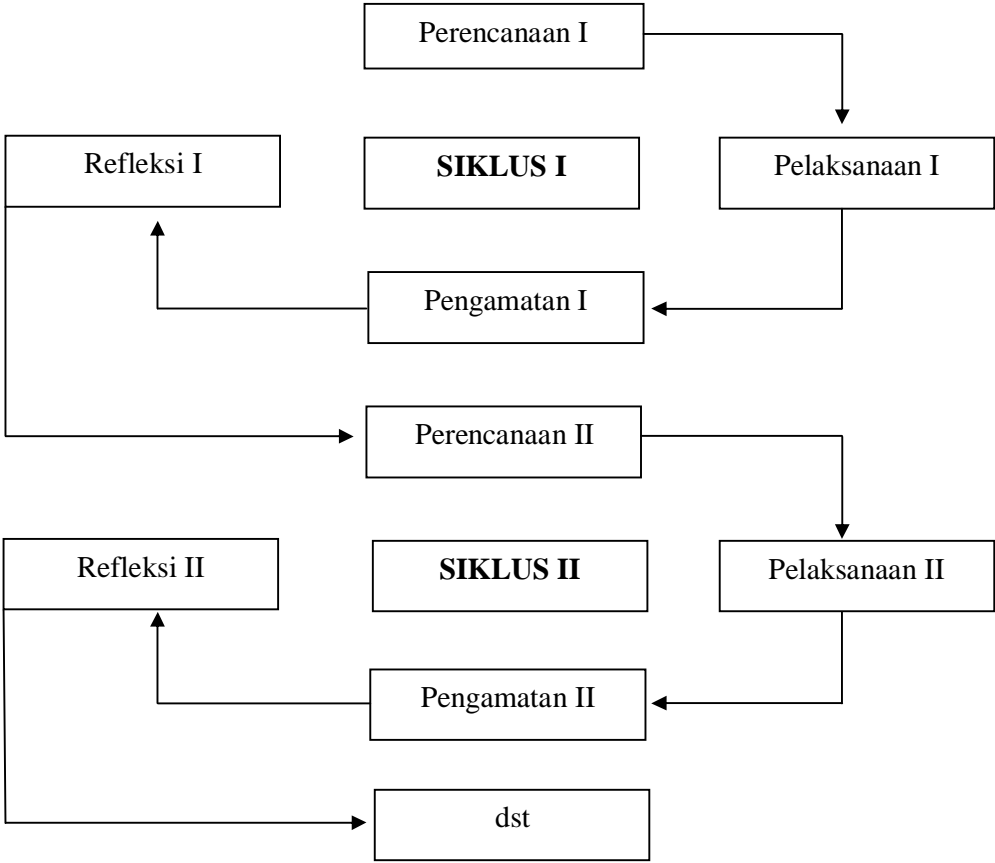 Perencanaan I
Refleksi I
SIKLUS I
Pelaksanaan I
Pengamatan I
Perencanaan II
Refleksi II
SIKLUS II
Pelaksanaan II
Pengamatan II
dst